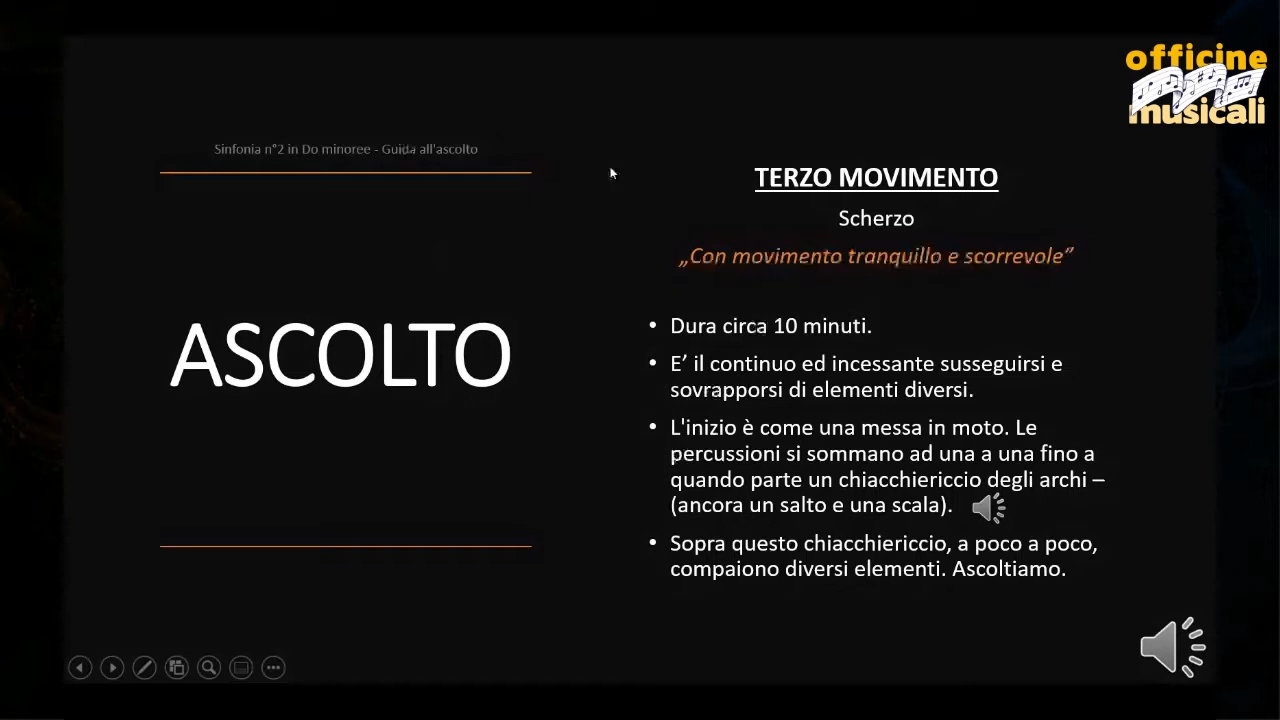 officine
musicali
Sinfonia n°2 in Do minoree - Guida all'ascolto
ASCOLTO
TERZO MOVIMENTO
Scherzo
„Con movimento tranquillo e scorrevole”
• Dura circa 10 minuti.
• E’ il continuo ed incessante susseguirsi e
sovrapporsi di elementi diversi.
• L'inizio è come una messa in moto. Le
percussioni si sommano ad una a una fino a
quando parte un chiacchiericcio degli archi –
(ancora un salto e una scala).
• Sopra questo chiacchiericcio, a poco a poco,
compaiono diversi elementi. Ascoltiamo.